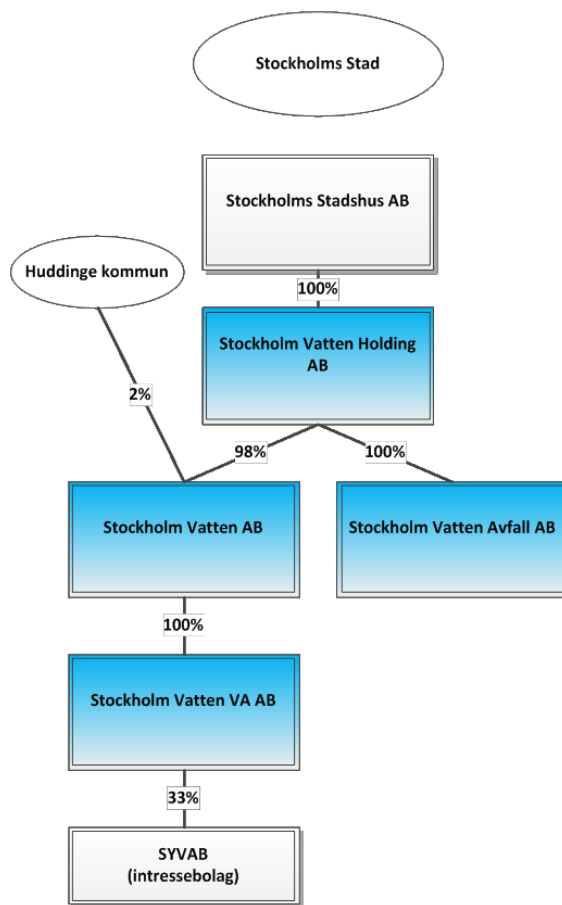 Stockholms Stad
Stockholms Stadshus AB
Huddinge kommun
100%
Stockholm Vatten Holding
AB
2%
98%
100%
Stockholm Vatten AB
Stockholm Vatten Avfall AB
100%
Stockholm Vatten VA AB
33%
SYVAB
(intressebolag)